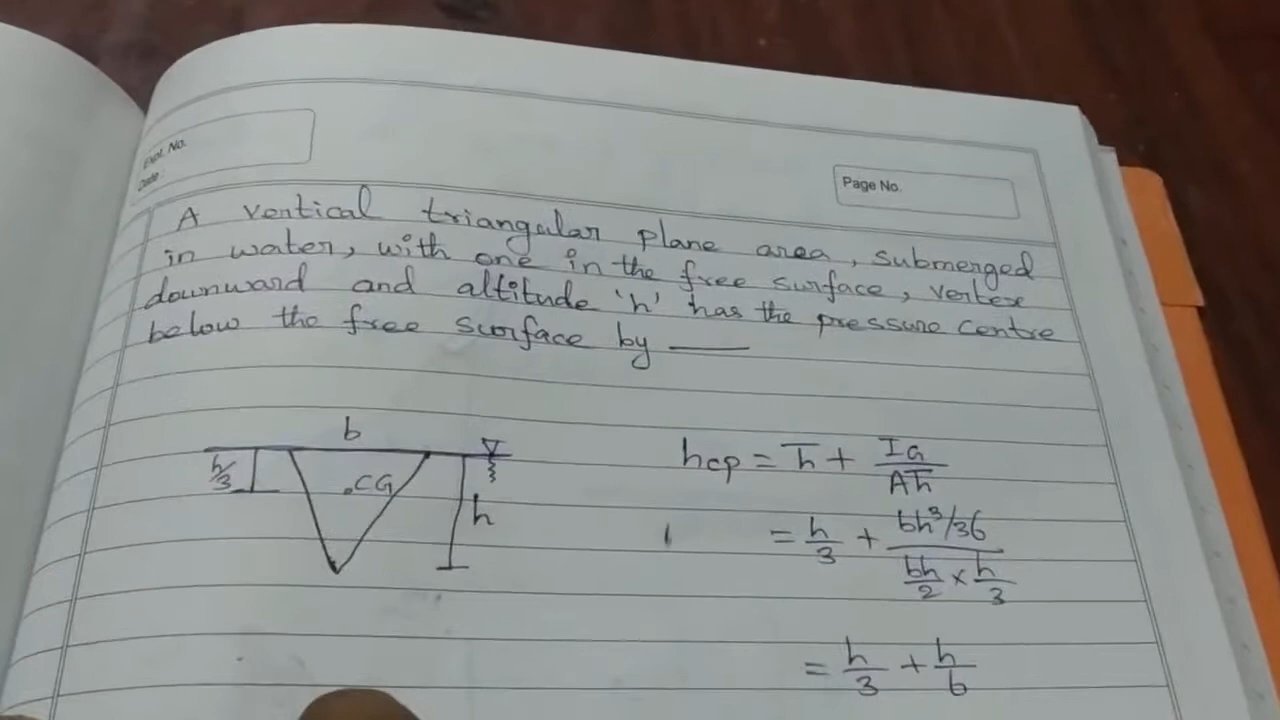 Expt. No.
Date :
Page No.
A vertical triangular plane area, submerged
in water, with one in the free surface, vertex
downward and altitude 'h' has the pressure centre
below the free surface by ___
b
h/3
.CG
h
hcp = h̅ + IG/Ah̅
= h/3 + (bh³/36)/(bh/2 × h/3)
= h/3 + h/6